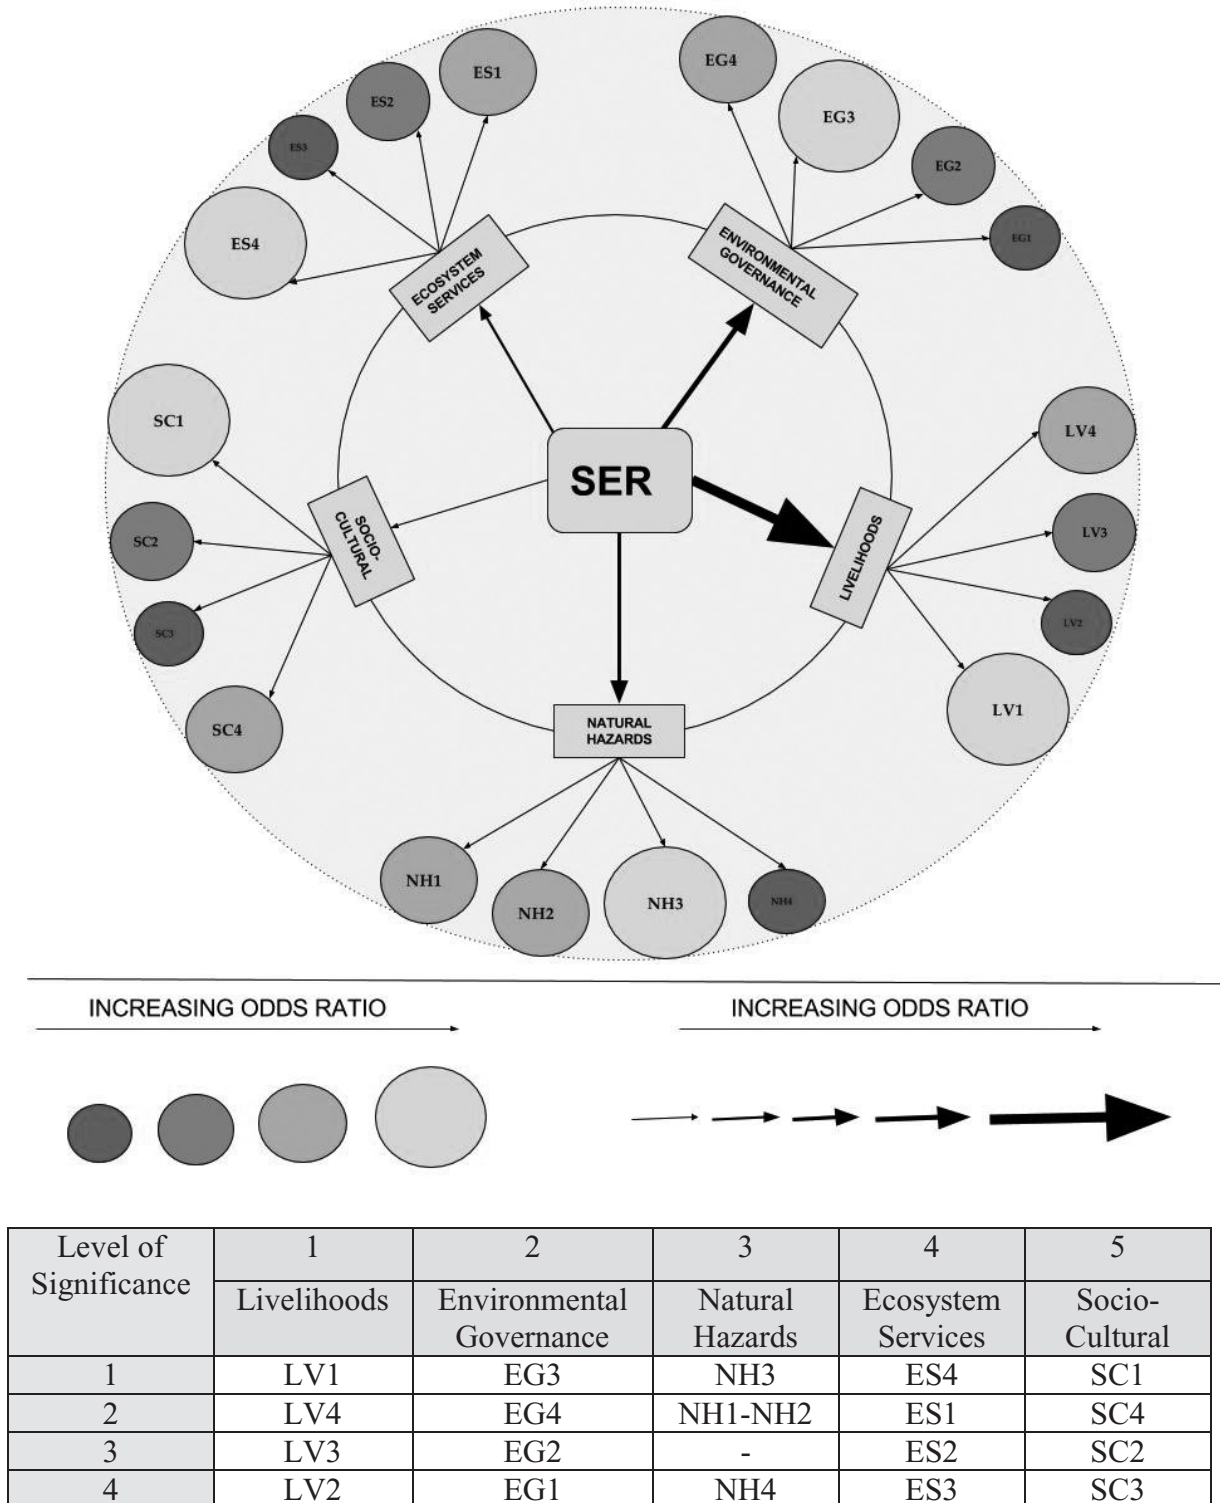 ES1
EG4
ES2
EG3
ES3
EG2
ES4
EG1
ECOSYSTEM
SERVICES
ENVIRONMENTAL
GOVERNANCE
SC1
LV4
SER
SC2
SOCIO-
CULTURAL
LIVELIHOODS
LV3
SC3
LV2
SC4
LV1
NATURAL
HAZARDS
NH1
NH2
NH3
NH4
INCREASING ODDS RATIO
INCREASING ODDS RATIO
Level of Significance 1 2 3 4 5
Livelihoods Environmental Governance Natural Hazards Ecosystem Services Socio-Cultural
1 LV1 EG3 NH3 ES4 SC1
2 LV4 EG4 NH1-NH2 ES1 SC4
3 LV3 EG2 - ES2 SC2
4 LV2 EG1 NH4 ES3 SC3